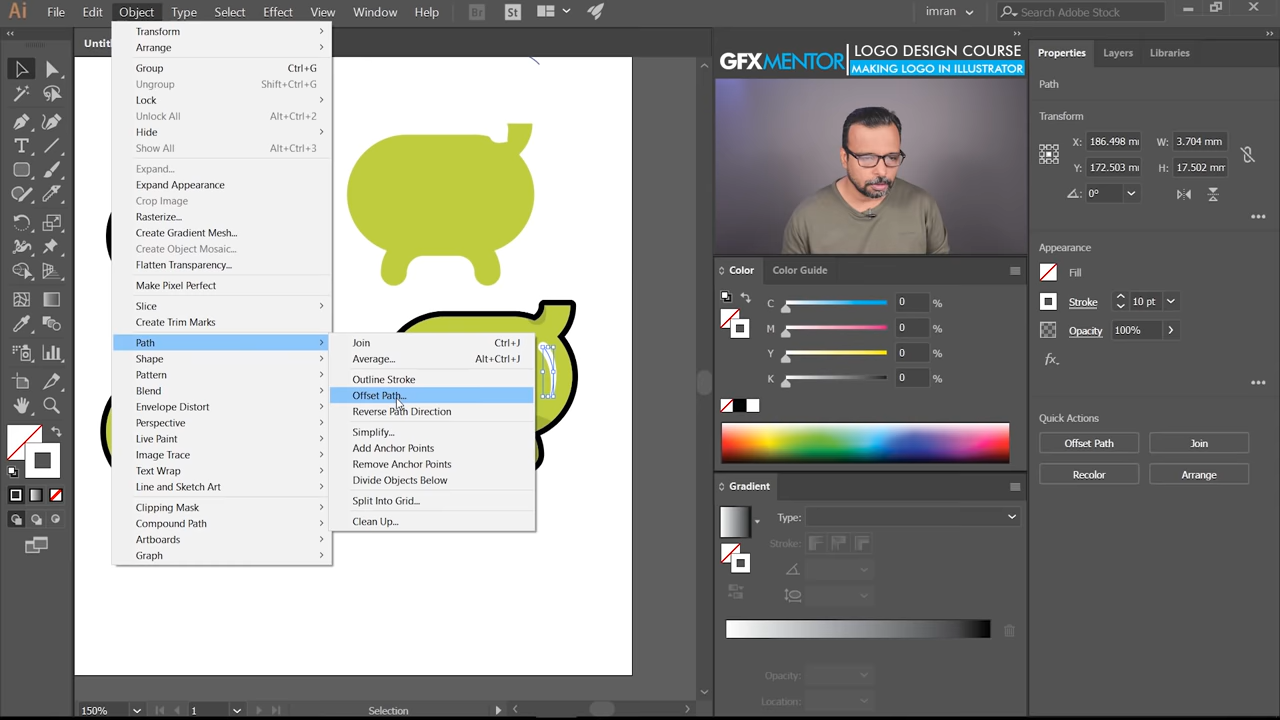 Ai File Edit Object Type Select Effect View Window Help Br St imran Search Adobe Stock
Transform
Arrange
Group Ctrl+G
Ungroup Shift+Ctrl+G
Lock
Unlock All Alt+Ctrl+2
Hide
Show All Alt+Ctrl+3
Expand...
Expand Appearance
Crop Image
Rasterize...
Create Gradient Mesh...
Create Object Mosaic...
Flatten Transparency...
Make Pixel Perfect
Slice
Create Trim Marks
Path
Shape
Pattern
Blend
Envelope Distort
Perspective
Live Paint
Image Trace
Text Wrap
Line and Sketch Art
Clipping Mask
Compound Path
Artboards
Graph
Join Ctrl+J
Average... Alt+Ctrl+J
Outline Stroke
Offset Path...
Reverse Path Direction
Simplify...
Add Anchor Points
Remove Anchor Points
Divide Objects Below
Split Into Grid...
Clean Up...
150% 1 Selection
GFXMENTOR
LOGO DESIGN COURSE
MAKING LOGO IN ILLUSTRATOR
Color Color Guide
C 0 %
M 0 %
Y 0 %
K 0 %
Gradient
Type:
Stroke:
Opacity:
Location:
Properties Layers Libraries
Path
Transform
X: 186.498 m W: 3.704 mm
Y: 172.503 m H: 17.502 mm
0°
Appearance
Fill
Stroke 10 pt
Opacity 100%
fx.
Quick Actions
Offset Path Join
Recolor Arrange